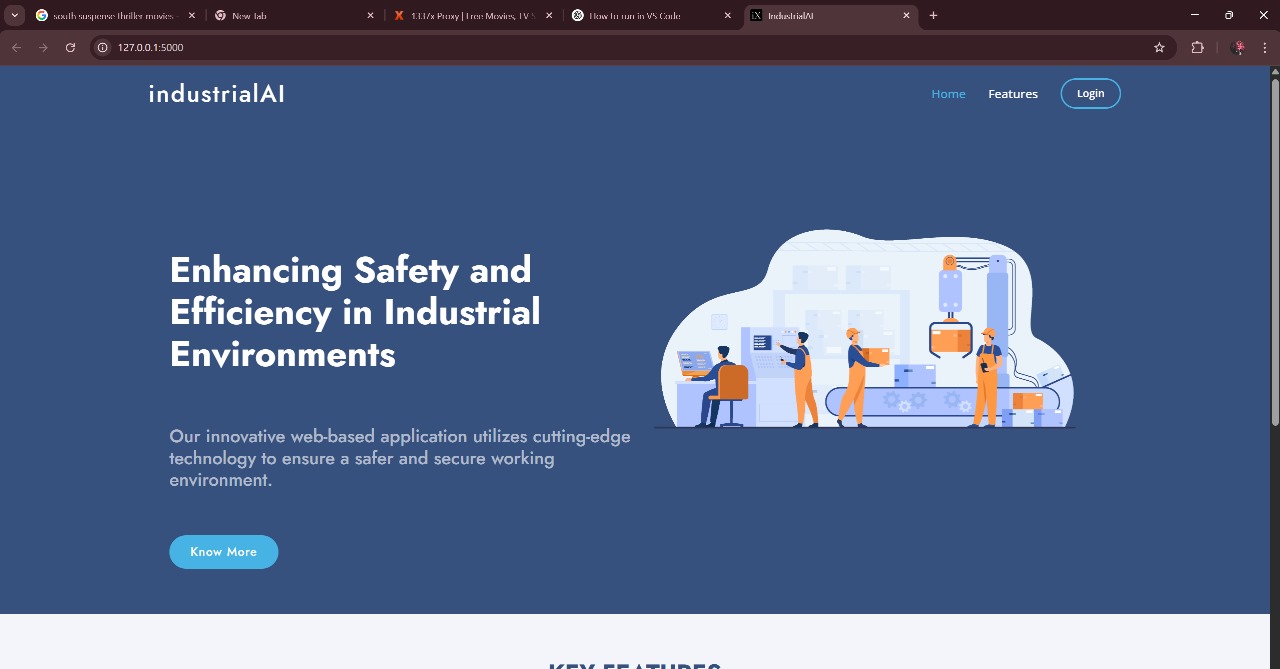 south suspense thriller movies
New Tab
1337x Proxy | Free Movies, TV S
How to run in VS Code
IndustrialAI
127.0.0.1:5000
industrialAI
Home
Features
Login
Enhancing Safety and
Efficiency in Industrial
Environments
Our innovative web-based application utilizes cutting-edge
technology to ensure a safer and secure working
environment.
Know More
KEY FEATURES